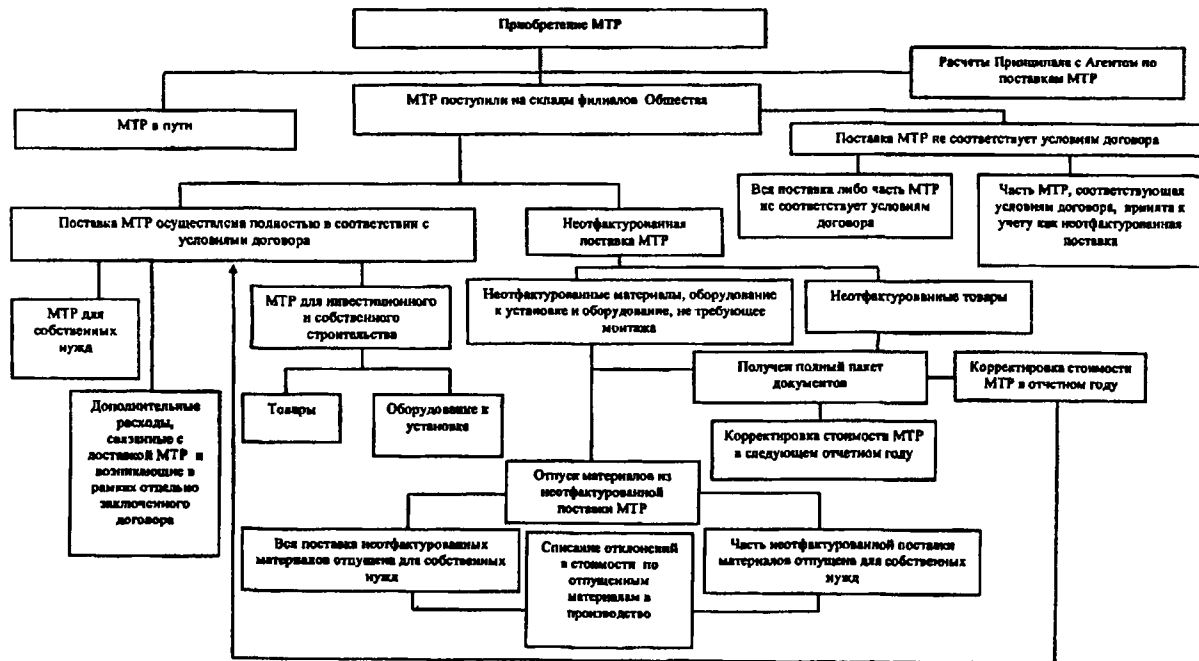 Приобретение МТР
Расчеты Принципала с Агентом по
поставкам МТР
МТР поступили на склады филиалов Общества
МТР в пути
Поставка МТР не соответствует условиям договора
Вся поставка либо часть МТР
не соответствует условиям
договора
Часть МТР, соответствующая
условиям договора, принята к
учету как неотфактурованная
поставка
Поставка МТР осуществлена полностью в соответствии с
условиями договора
Неотфактурованная
поставка МТР
МТР для
собственных
нужд
МТР для инвестиционного
и собственного
строительства
Неотфактурованные материалы, оборудование
к установке и оборудование, не требующее
монтажа
Неотфактурованные товары
Получен полный пакет
документов
Корректировка стоимости
МТР в отчетном году
Дополнительные
расходы,
связанные с
доставкой МТР и
возникающие в
рамках отдельно
заключенного
договора
Товары
Оборудование к
установке
Корректировка стоимости МТР
в следующем отчетном году
Отпуск материалов из
неотфактурованной
поставки МТР
Вся поставка неотфактурованных
материалов отпущена для собственных
нужд
Списание отклонений
в стоимости по
отпущенным
материалам в
производство
Часть неотфактурованной поставки
материалов отпущена для собственных
нужд